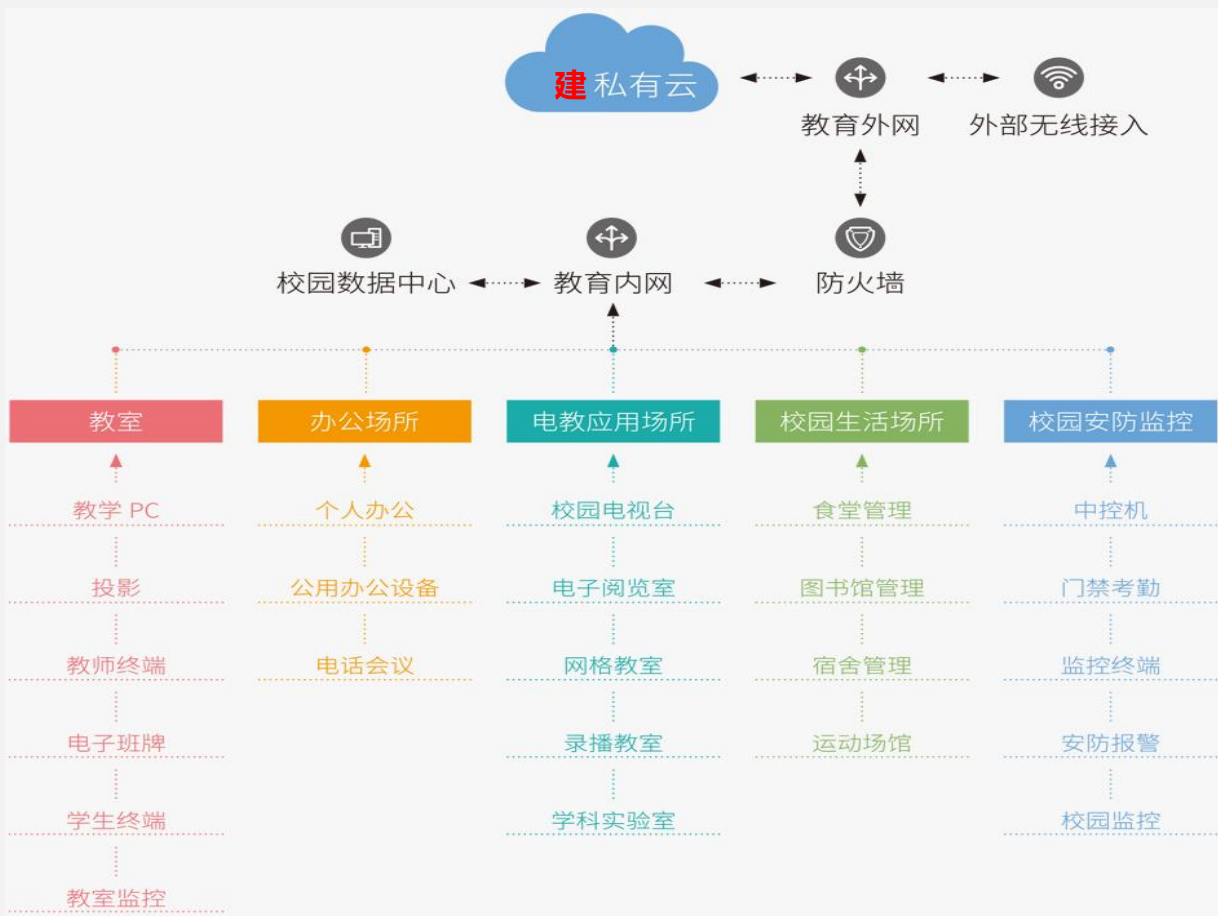 建 私有云
教育外网 外部无线接入
校园数据中心 教育内网 防火墙
教室 办公场所 电教应用场所 校园生活场所 校园安防监控
教学 PC 个人办公 校园电视台 食堂管理 中控机
投影 公用办公设备 电子阅览室 图书馆管理 门禁考勤
教师终端 电话会议 网格教室 宿舍管理 监控终端
电子班牌 录播教室 运动场馆 安防报警
学生终端 学科实验室 校园监控
教室监控